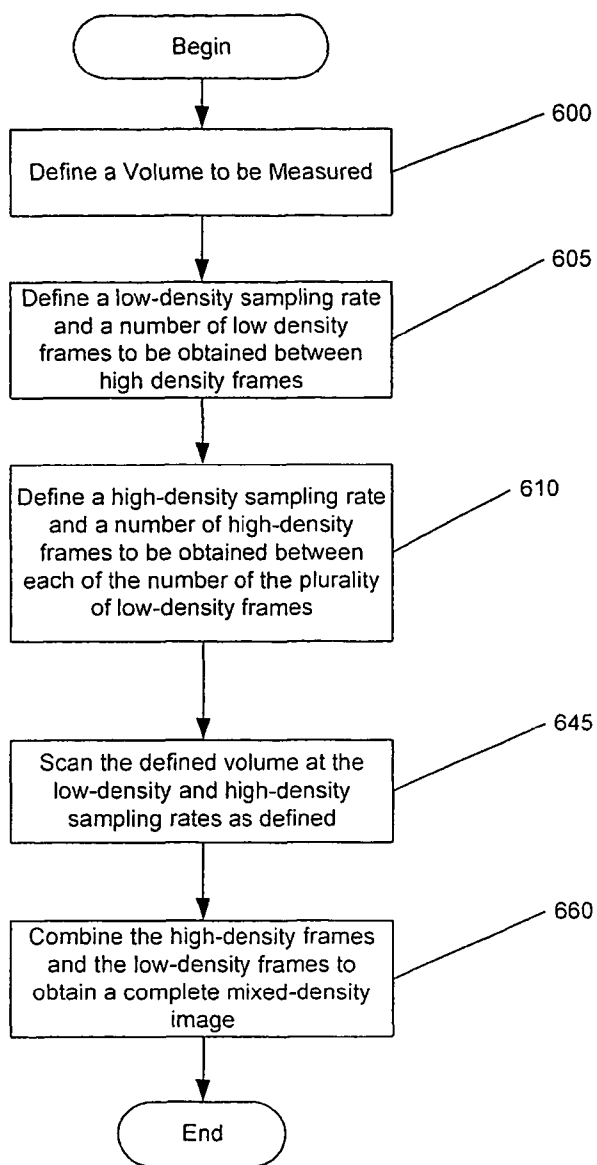 Begin
600
Define a Volume to be Measured
605
Define a low-density sampling rate
and a number of low density
frames to be obtained between
high density frames
610
Define a high-density sampling rate
and a number of high-density
frames to be obtained between
each of the number of the plurality
of low-density frames
645
Scan the defined volume at the
low-density and high-density
sampling rates as defined
660
Combine the high-density frames
and the low-density frames to
obtain a complete mixed-density
image
End